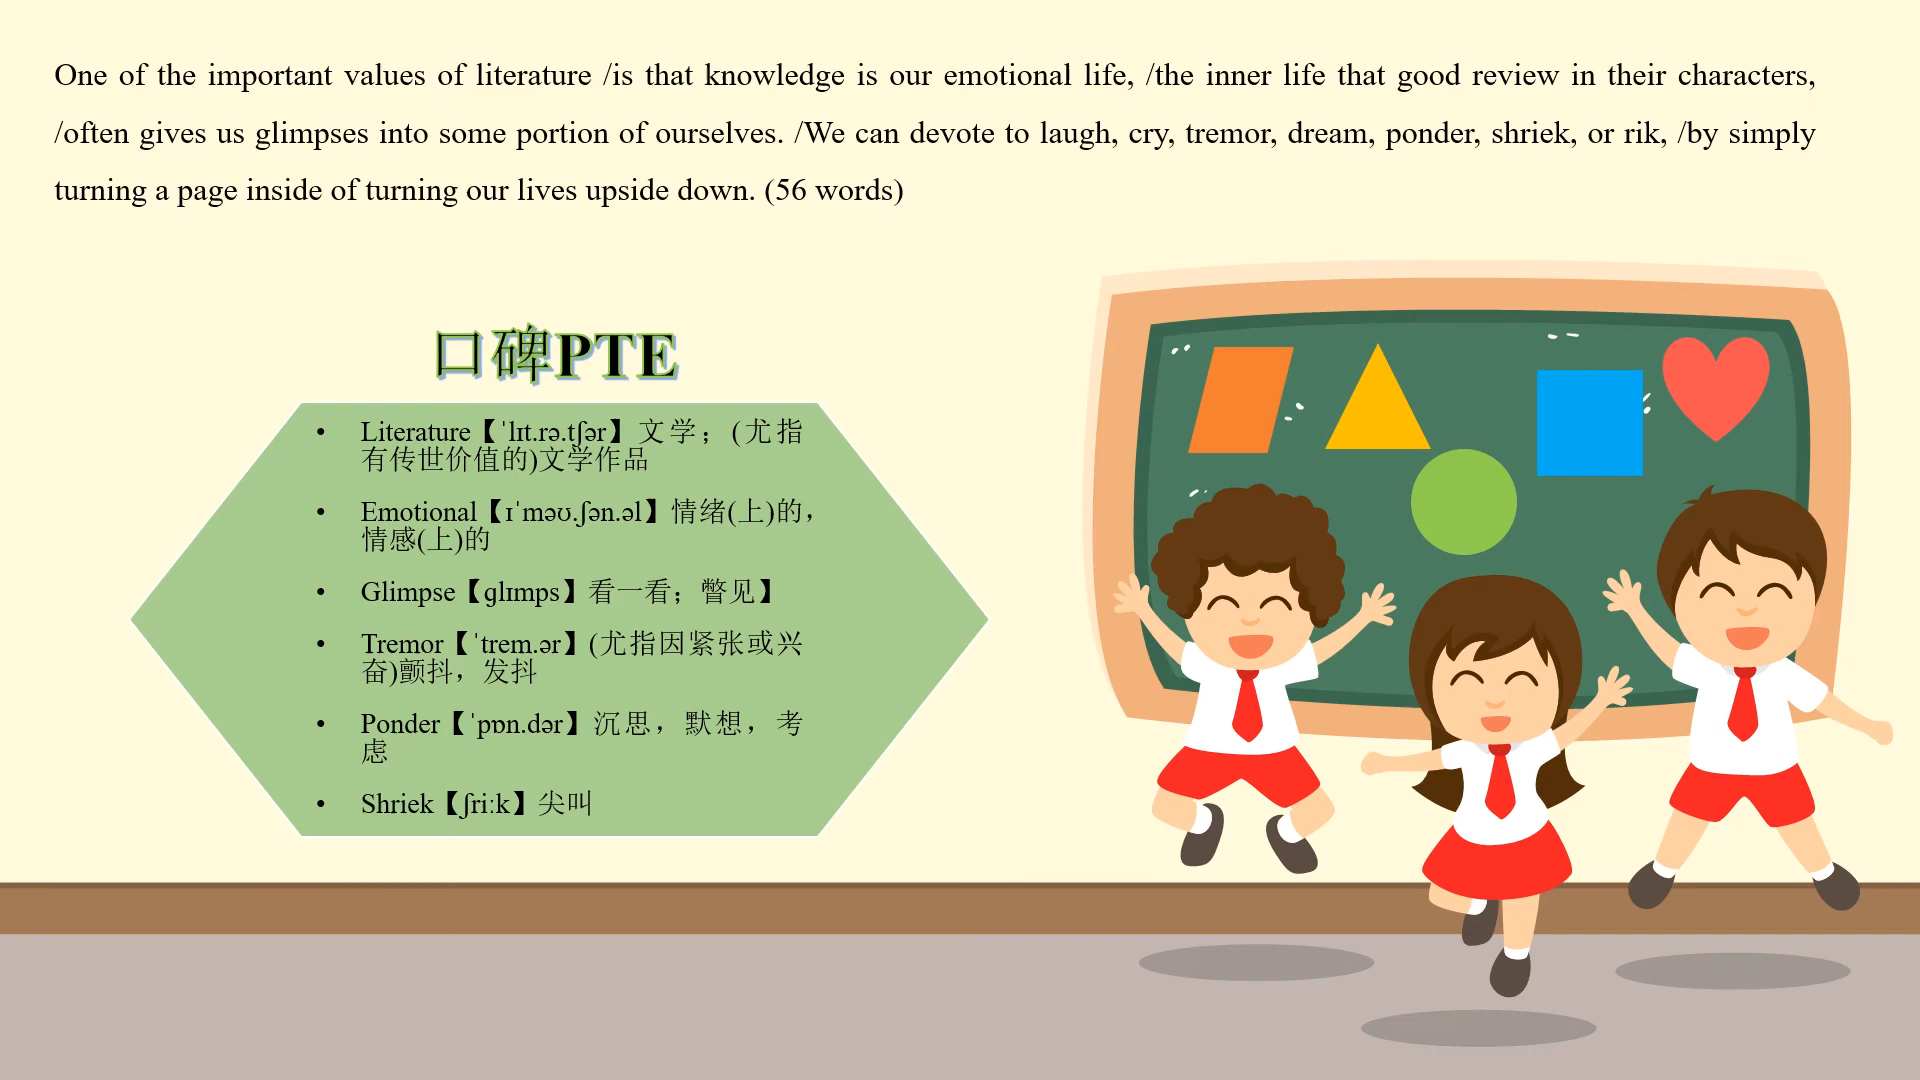 One of the important values of literature /is that knowledge is our emotional life, /the inner life that good review in their characters,
/often gives us glimpses into some portion of ourselves. /We can devote to laugh, cry, tremor, dream, ponder, shriek, or rik, /by simply
turning a page inside of turning our lives upside down. (56 words)
口碑PTE
• Literature【ˈlɪt.rə.tʃər】文学；(尤指
有传世价值的)文学作品
• Emotional【ɪˈməʊ.ʃən.əl】情绪(上)的，
情感(上)的
• Glimpse【ɡlɪmps】看一看；瞥见】
• Tremor【ˈtrem.ər】(尤指因紧张或兴
奋)颤抖，发抖
• Ponder【ˈpɒn.dər】沉思，默想，考
虑
• Shriek【ʃriːk】尖叫